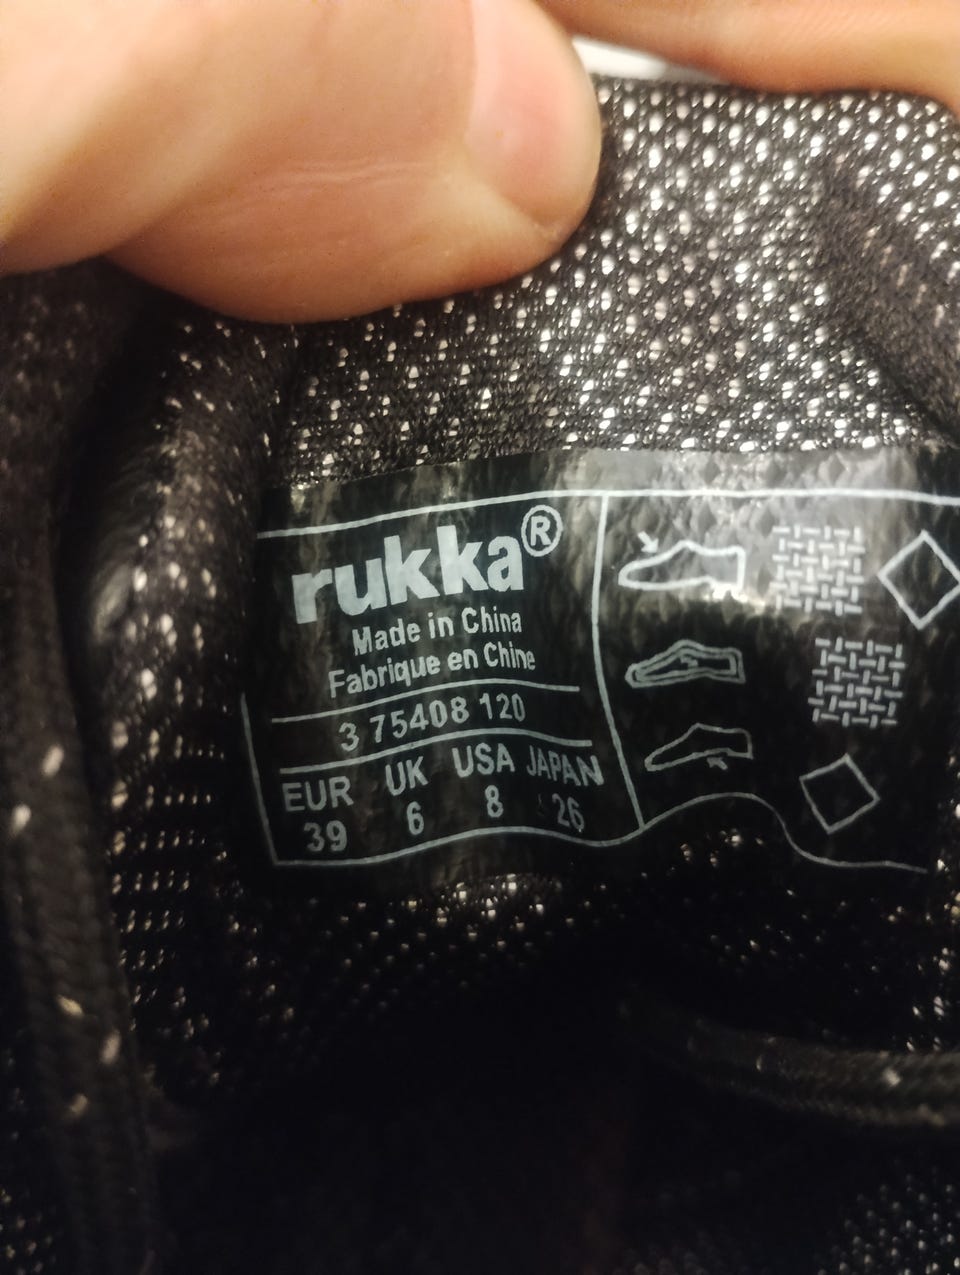 rukka®
Made in China
Fabrique en Chine
3 75408 120
EUR UK USA JAPAN
39 6 8 26